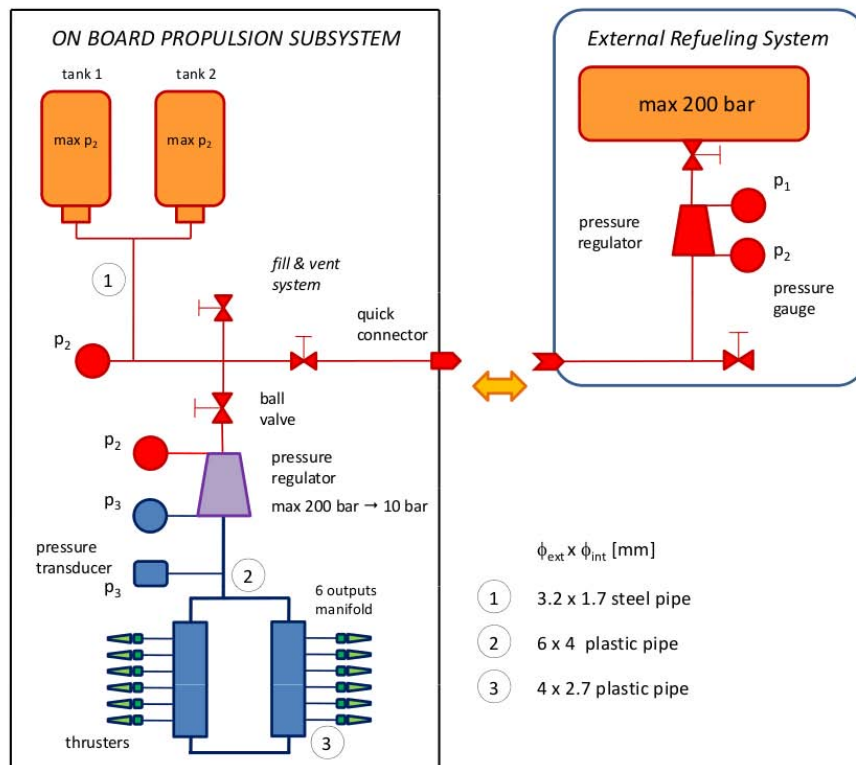 ON BOARD PROPULSION SUBSYSTEM
tank 1
tank 2
max p₂
max p₂
1
fill & vent
system
quick
connector
p₂
ball
valve
p₂
pressure
regulator
p₃
max 200 bar → 10 bar
pressure
transducer
p₃
2
6 outputs
manifold
thrusters
3
External Refueling System
max 200 bar
p₁
pressure
regulator
p₂
pressure
gauge
ϕext x ϕint [mm]
1 3.2 x 1.7 steel pipe
2 6 x 4 plastic pipe
3 4 x 2.7 plastic pipe